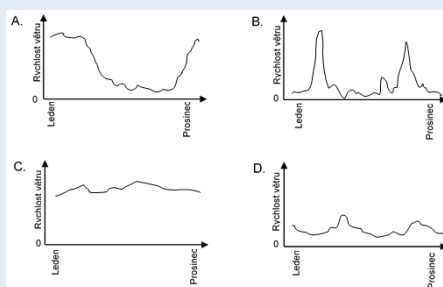 A.
Rychlost větru
0
Leden
Prosinec
B.
Rychlost větru
0
Leden
Prosinec
C.
Rychlost větru
0
Leden
Prosinec
D.
Rychlost větru
0
Leden
Prosinec